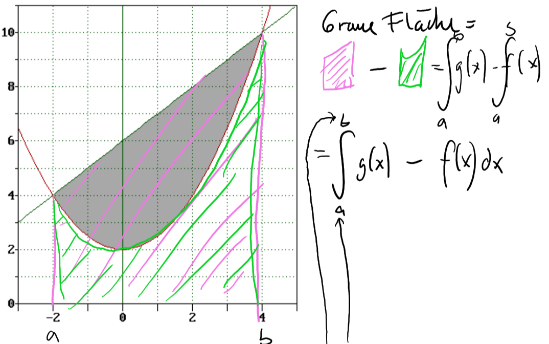 10
8
6
4
2
0
-2 0 2 4
a b
Graue Fläche =
- = ∫ g(x) - ∫ f(x)
a a
b
= ∫ g(x) - f(x) dx
a